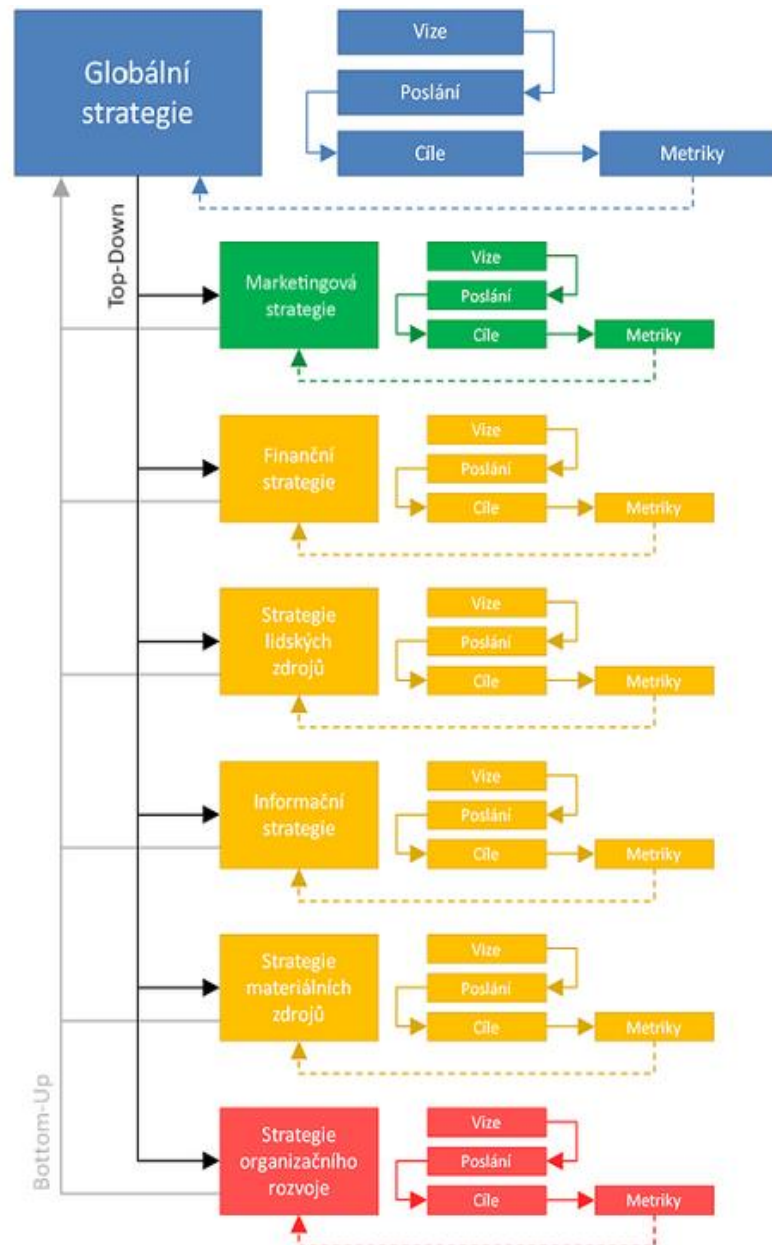 Globální
strategie
Vize
Poslání
Cíle
Metriky
Top-Down
Marketingová
strategie
Vize
Poslání
Cíle
Metriky
Finanční
strategie
Vize
Poslání
Cíle
Metriky
Strategie
lidských
zdrojů
Vize
Poslání
Cíle
Metriky
Informační
strategie
Vize
Poslání
Cíle
Metriky
Strategie
materiálních
zdrojů
Vize
Poslání
Cíle
Metriky
Bottom-Up
Strategie
organizačního
rozvoje
Vize
Poslání
Cíle
Metriky